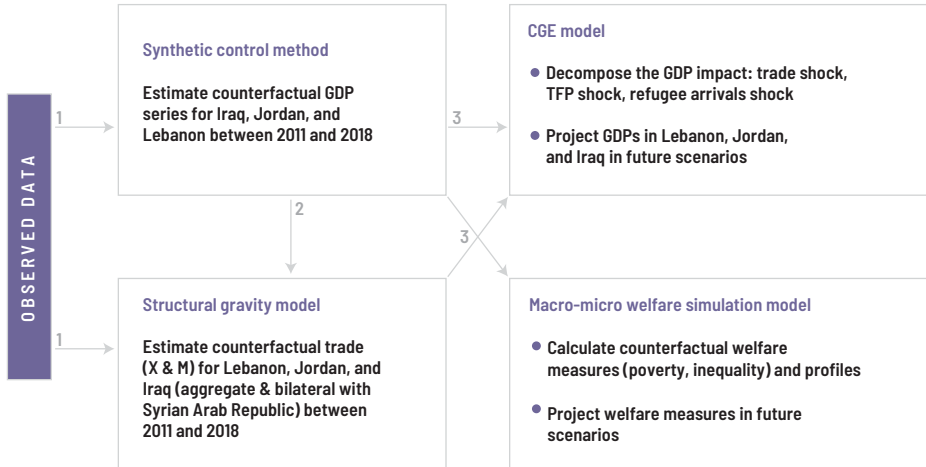 OBSERVED DATA
1
Synthetic control method
Estimate counterfactual GDP
series for Iraq, Jordan, and
Lebanon between 2011 and 2018
3
CGE model
• Decompose the GDP impact: trade shock,
TFP shock, refugee arrivals shock
• Project GDPs in Lebanon, Jordan,
and Iraq in future scenarios
2
3
1
Structural gravity model
Estimate counterfactual trade
(X & M) for Lebanon, Jordan, and
Iraq (aggregate & bilateral with
Syrian Arab Republic) between
2011 and 2018
Macro-micro welfare simulation model
• Calculate counterfactual welfare
measures (poverty, inequality) and profiles
• Project welfare measures in future
scenarios